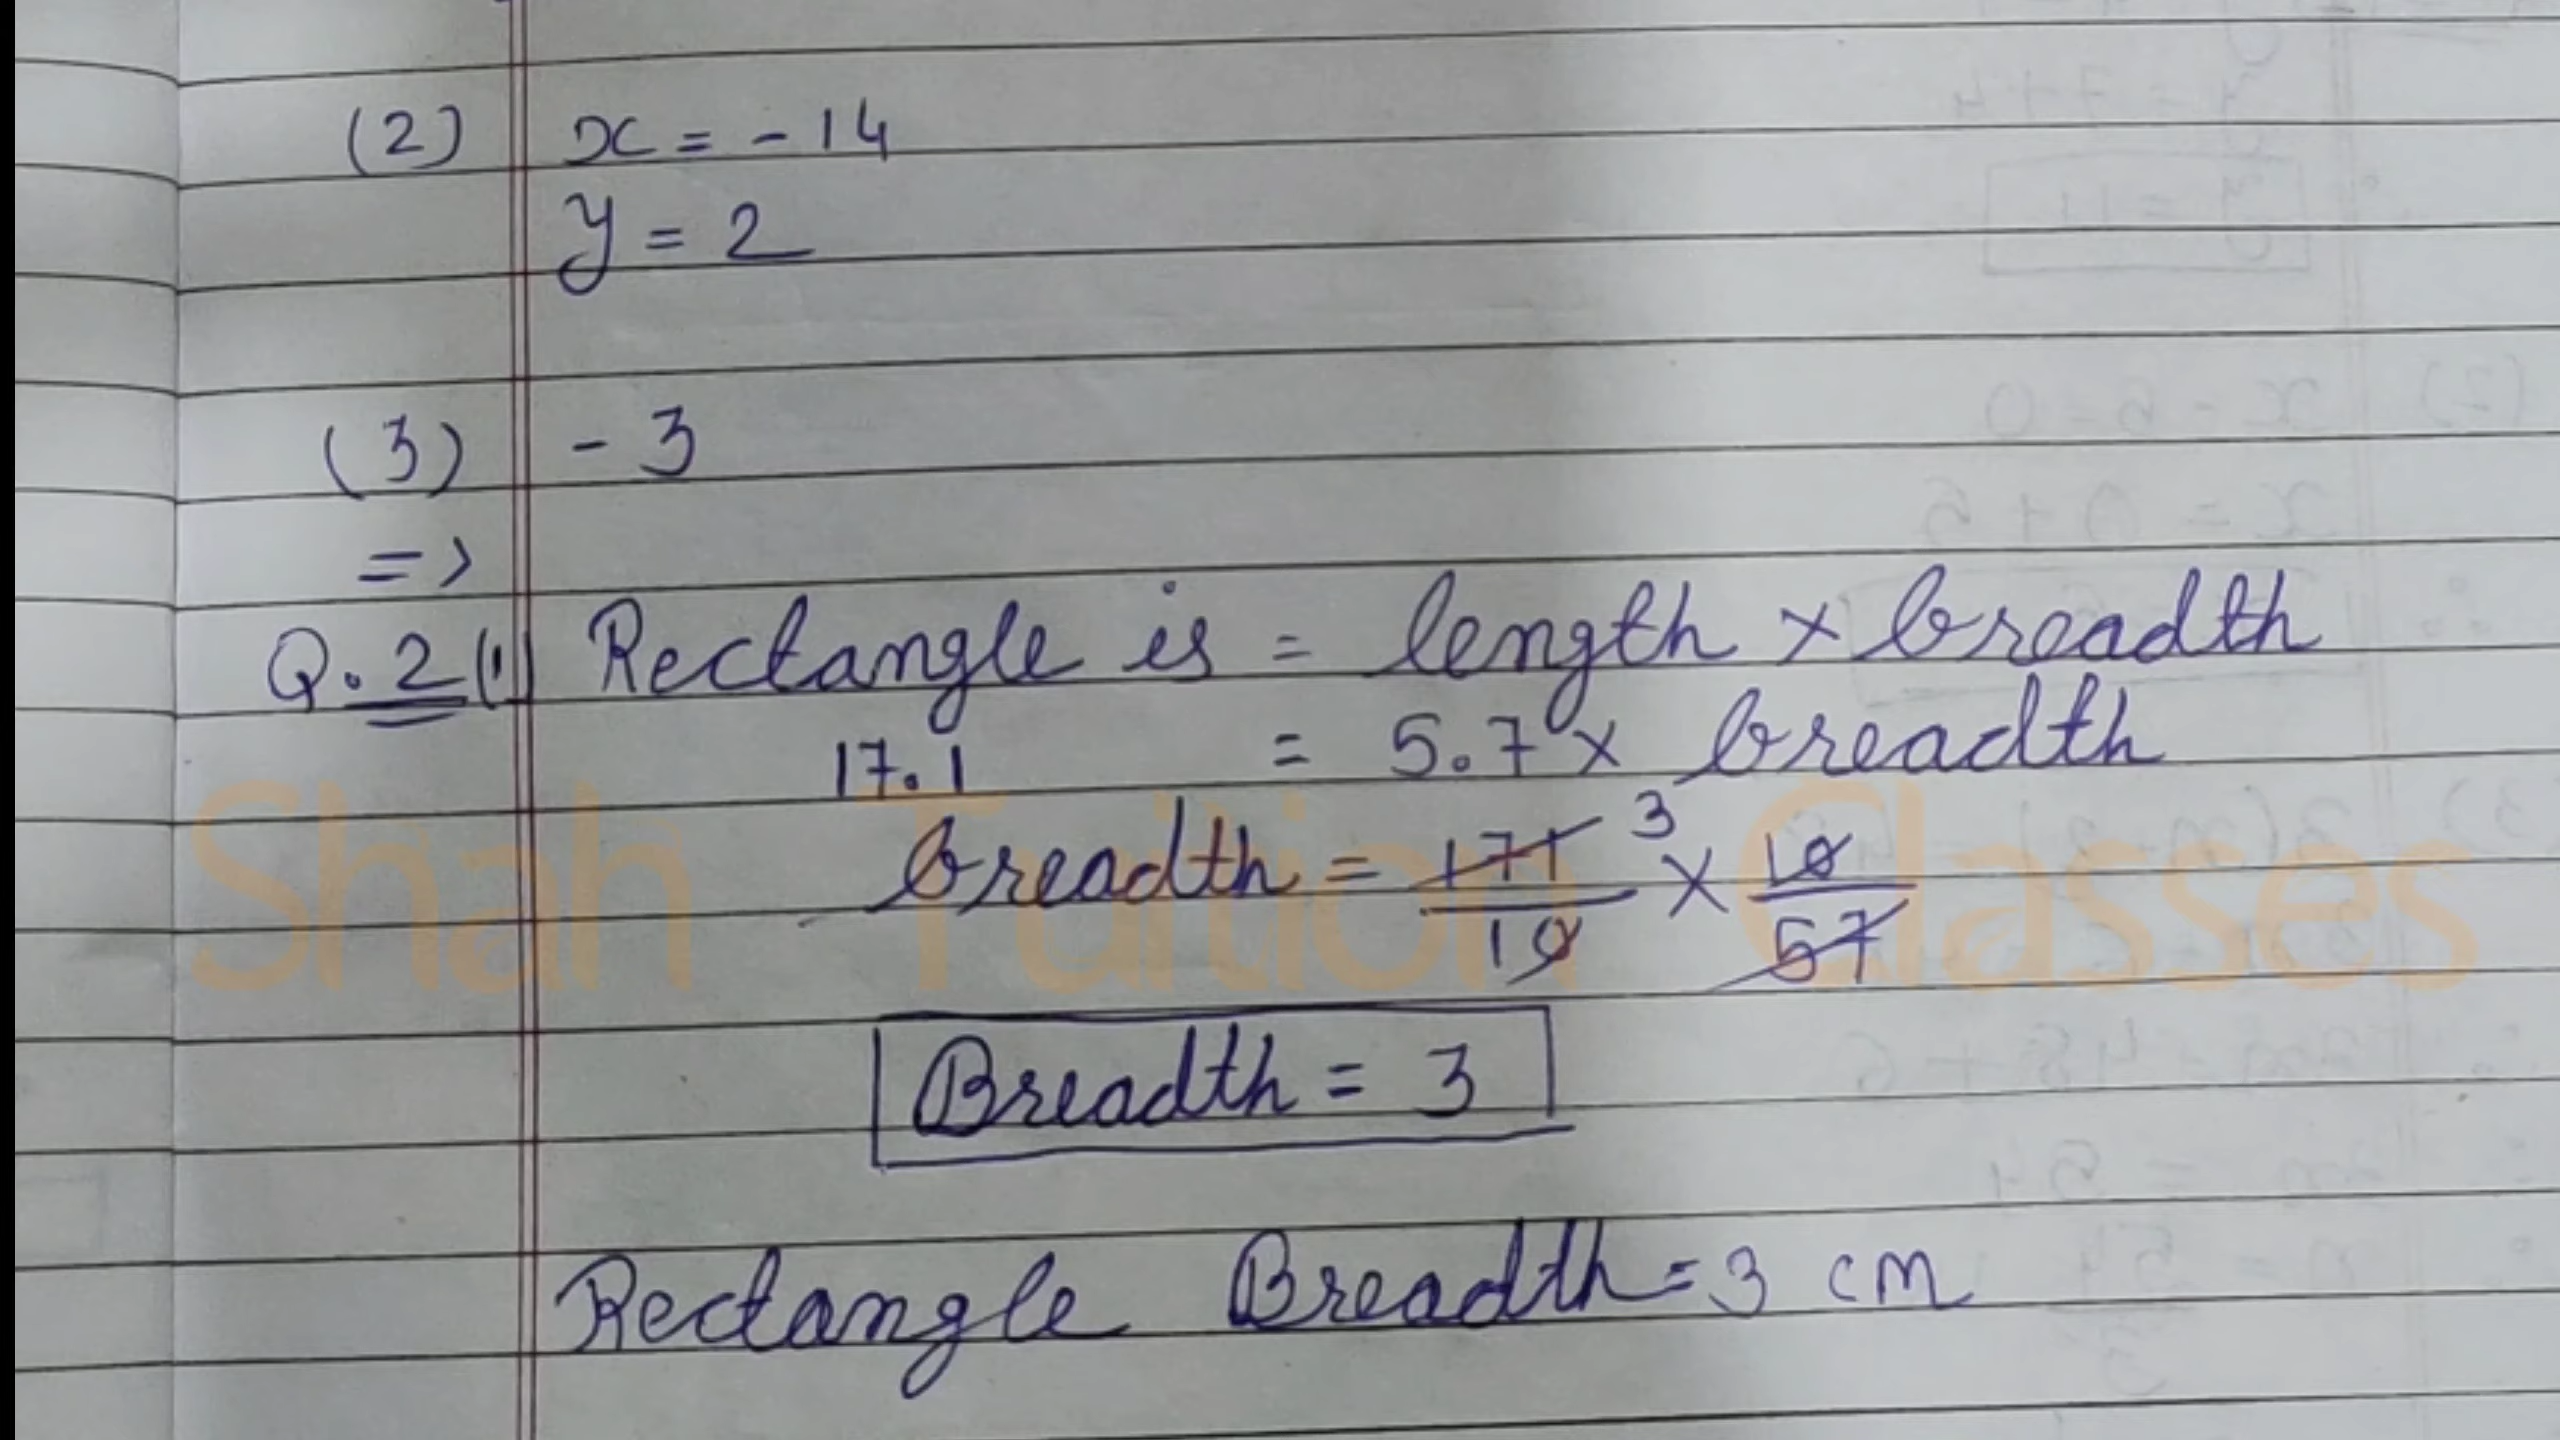 (2) x = - 14
y = 2
(3) - 3
=>
Q. 2 (1) Rectangle is = length × breadth
17.1 = 5.7 × breadth
breadth = 171/10 3 × 10/57
Shah Tuition Classes
Breadth = 3
Rectangle Breadth = 3 cm